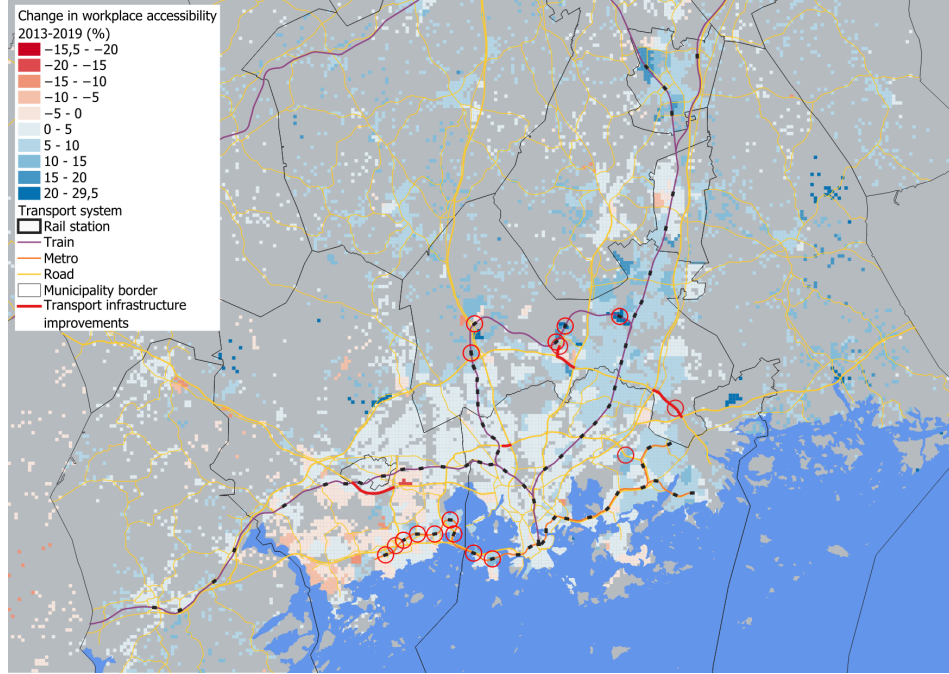 Change in workplace accessibility
2013-2019 (%)
−15,5 - −20
−20 - −15
−15 - −10
−10 - −5
−5 - 0
0 - 5
5 - 10
10 - 15
15 - 20
20 - 29,5
Transport system
Rail station
Train
Metro
Road
Municipality border
Transport infrastructure
improvements